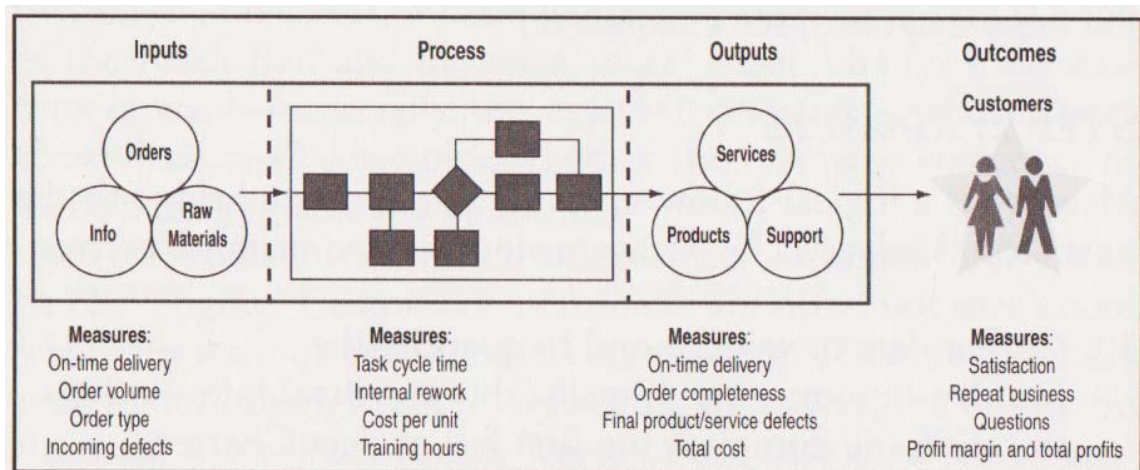 Inputs
Process
Outputs
Outcomes
Customers
Orders
Info
Raw
Materials
Services
Products
Support
Measures:
On-time delivery
Order volume
Order type
Incoming defects
Measures:
Task cycle time
Internal rework
Cost per unit
Training hours
Measures:
On-time delivery
Order completeness
Final product/service defects
Total cost
Measures:
Satisfaction
Repeat business
Questions
Profit margin and total profits